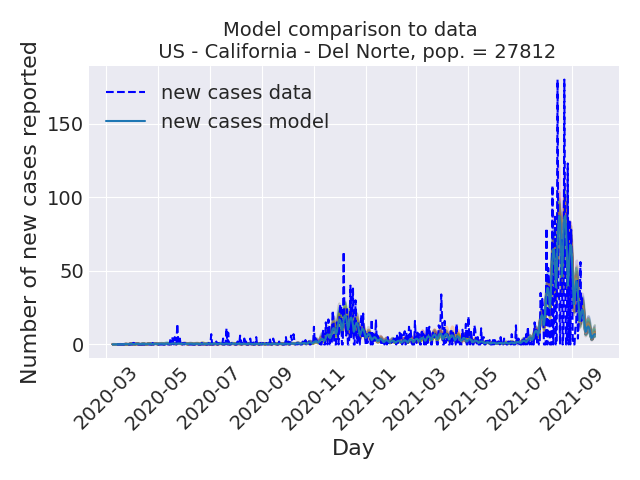 Model comparison to data
US - California - Del Norte, pop. = 27812
new cases data
new cases model
Number of new cases reported
150
100
50
0
2020-03
2020-05
2020-07
2020-09
2020-11
2021-01
2021-03
2021-05
2021-07
2021-09
Day